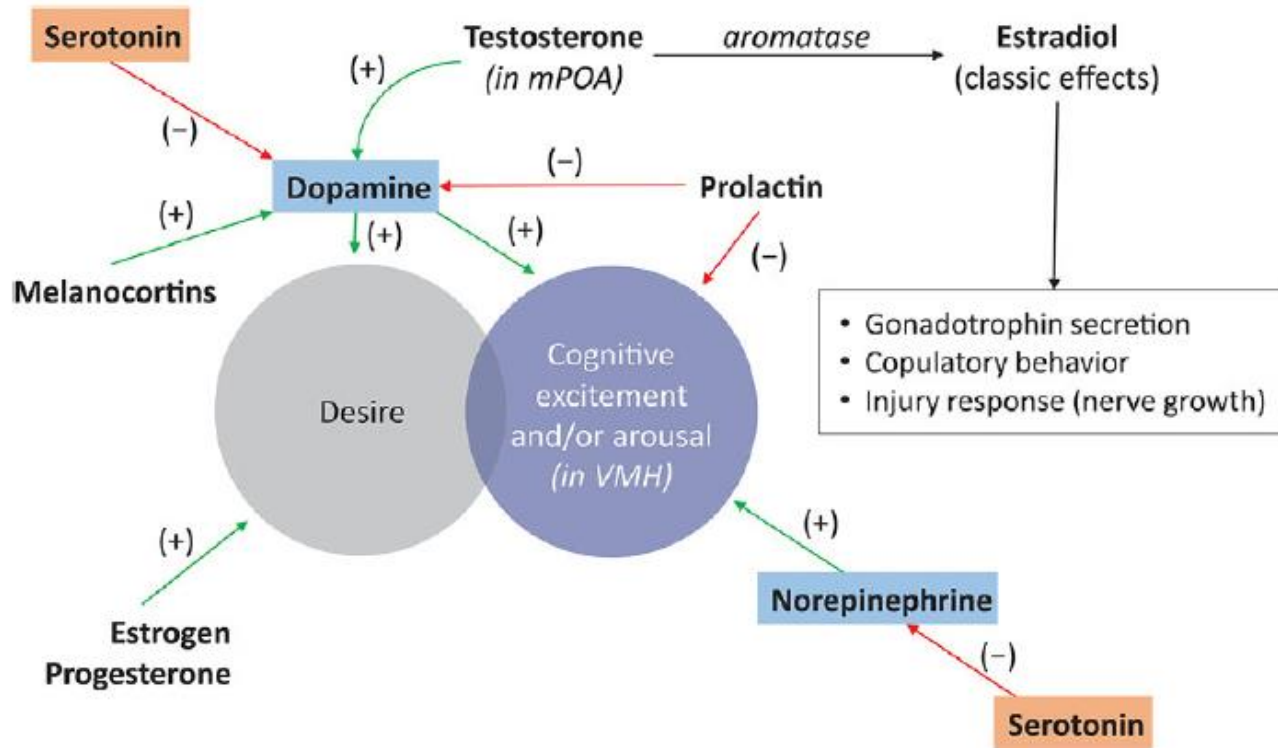 Serotonin
Testosterone
(in mPOA)
aromatase
Estradiol
(classic effects)
(+)
(−)
Dopamine
(−)
Prolactin
(+)
(+)
(+)
(−)
Melanocortins
• Gonadotrophin secretion
• Copulatory behavior
• Injury response (nerve growth)
Desire
Cognitive
excitement
and/or arousal
(in VMH)
(+)
(+)
Estrogen
Progesterone
Norepinephrine
(−)
Serotonin